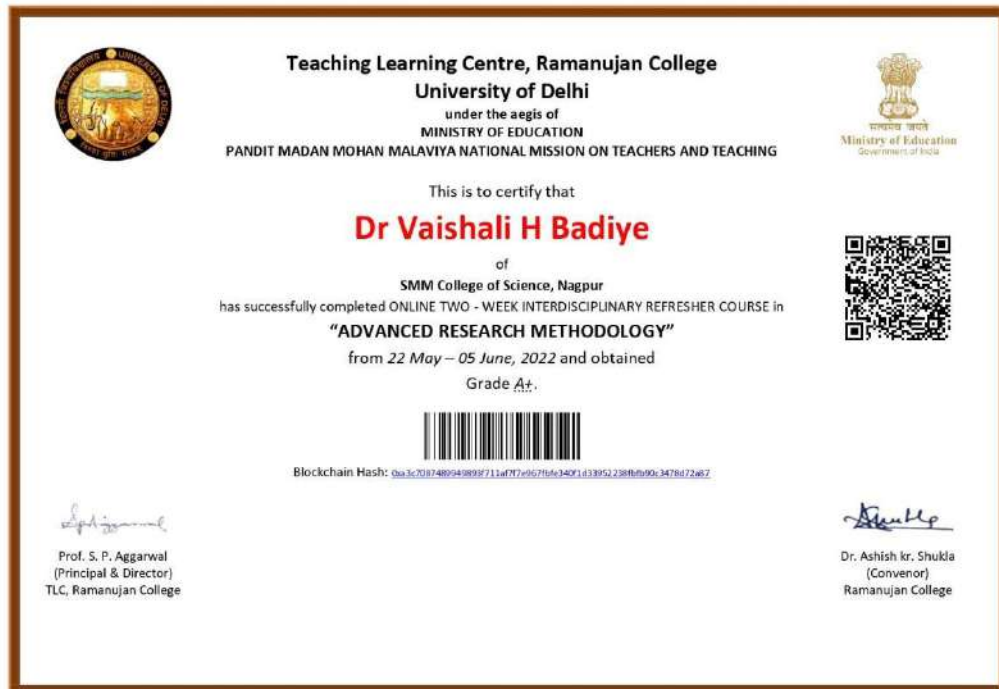 Teaching Learning Centre, Ramanujan College
University of Delhi
under the aegis of
MINISTRY OF EDUCATION
PANDIT MADAN MOHAN MALAVIYA NATIONAL MISSION ON TEACHERS AND TEACHING
सत्यमेव जयते
Ministry of Education
Government of India
This is to certify that
Dr Vaishali H Badiye
of
SMM College of Science, Nagpur
has successfully completed ONLINE TWO - WEEK INTERDISCIPLINARY REFRESHER COURSE in
“ADVANCED RESEARCH METHODOLOGY”
from 22 May – 05 June, 2022 and obtained
Grade A+.
Blockchain Hash:
Prof. S. P. Aggarwal
(Principal & Director)
TLC, Ramanujan College
Dr. Ashish kr. Shukla
(Convenor)
Ramanujan College